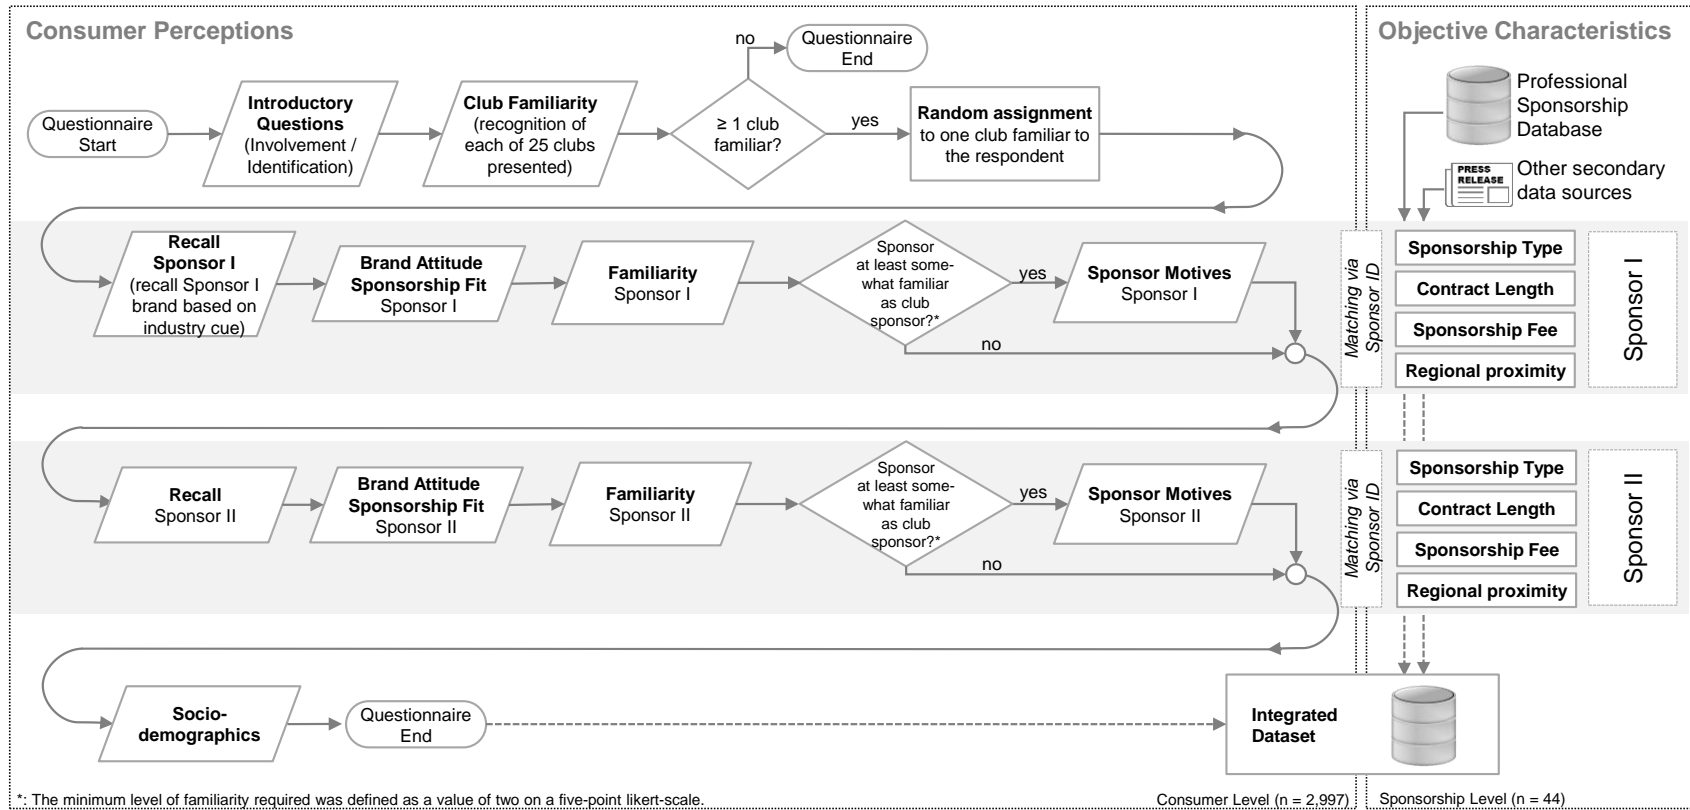 Consumer Perceptions
Objective Characteristics
no
Questionnaire
End
Questionnaire
Start
Introductory
Questions
(Involvement /
Identification)
Club Familiarity
(recognition of
each of 25 clubs
presented)
≥ 1 club
familiar?
yes
Random assignment
to one club familiar to
the respondent
Professional
Sponsorship
Database
PRESS
RELEASE
Other secondary
data sources
Recall
Sponsor I
(recall Sponsor I
brand based on
industry cue)
Brand Attitude
Sponsorship Fit
Sponsor I
Familiarity
Sponsor I
Sponsor
at least some-
what familiar
as club
sponsor?*
yes
Sponsor Motives
Sponsor I
no
Matching via
Sponsor ID
Sponsorship Type
Contract Length
Sponsorship Fee
Regional proximity
Sponsor I
Recall
Sponsor II
Brand Attitude
Sponsorship Fit
Sponsor II
Familiarity
Sponsor II
Sponsor
at least some-
what familiar
as club
sponsor?*
yes
Sponsor Motives
Sponsor II
no
Matching via
Sponsor ID
Sponsorship Type
Contract Length
Sponsorship Fee
Regional proximity
Sponsor II
Socio-
demographics
Questionnaire
End
Integrated
Dataset
*: The minimum level of familiarity required was defined as a value of two on a five-point likert-scale.
Consumer Level (n = 2,997)
Sponsorship Level (n = 44)